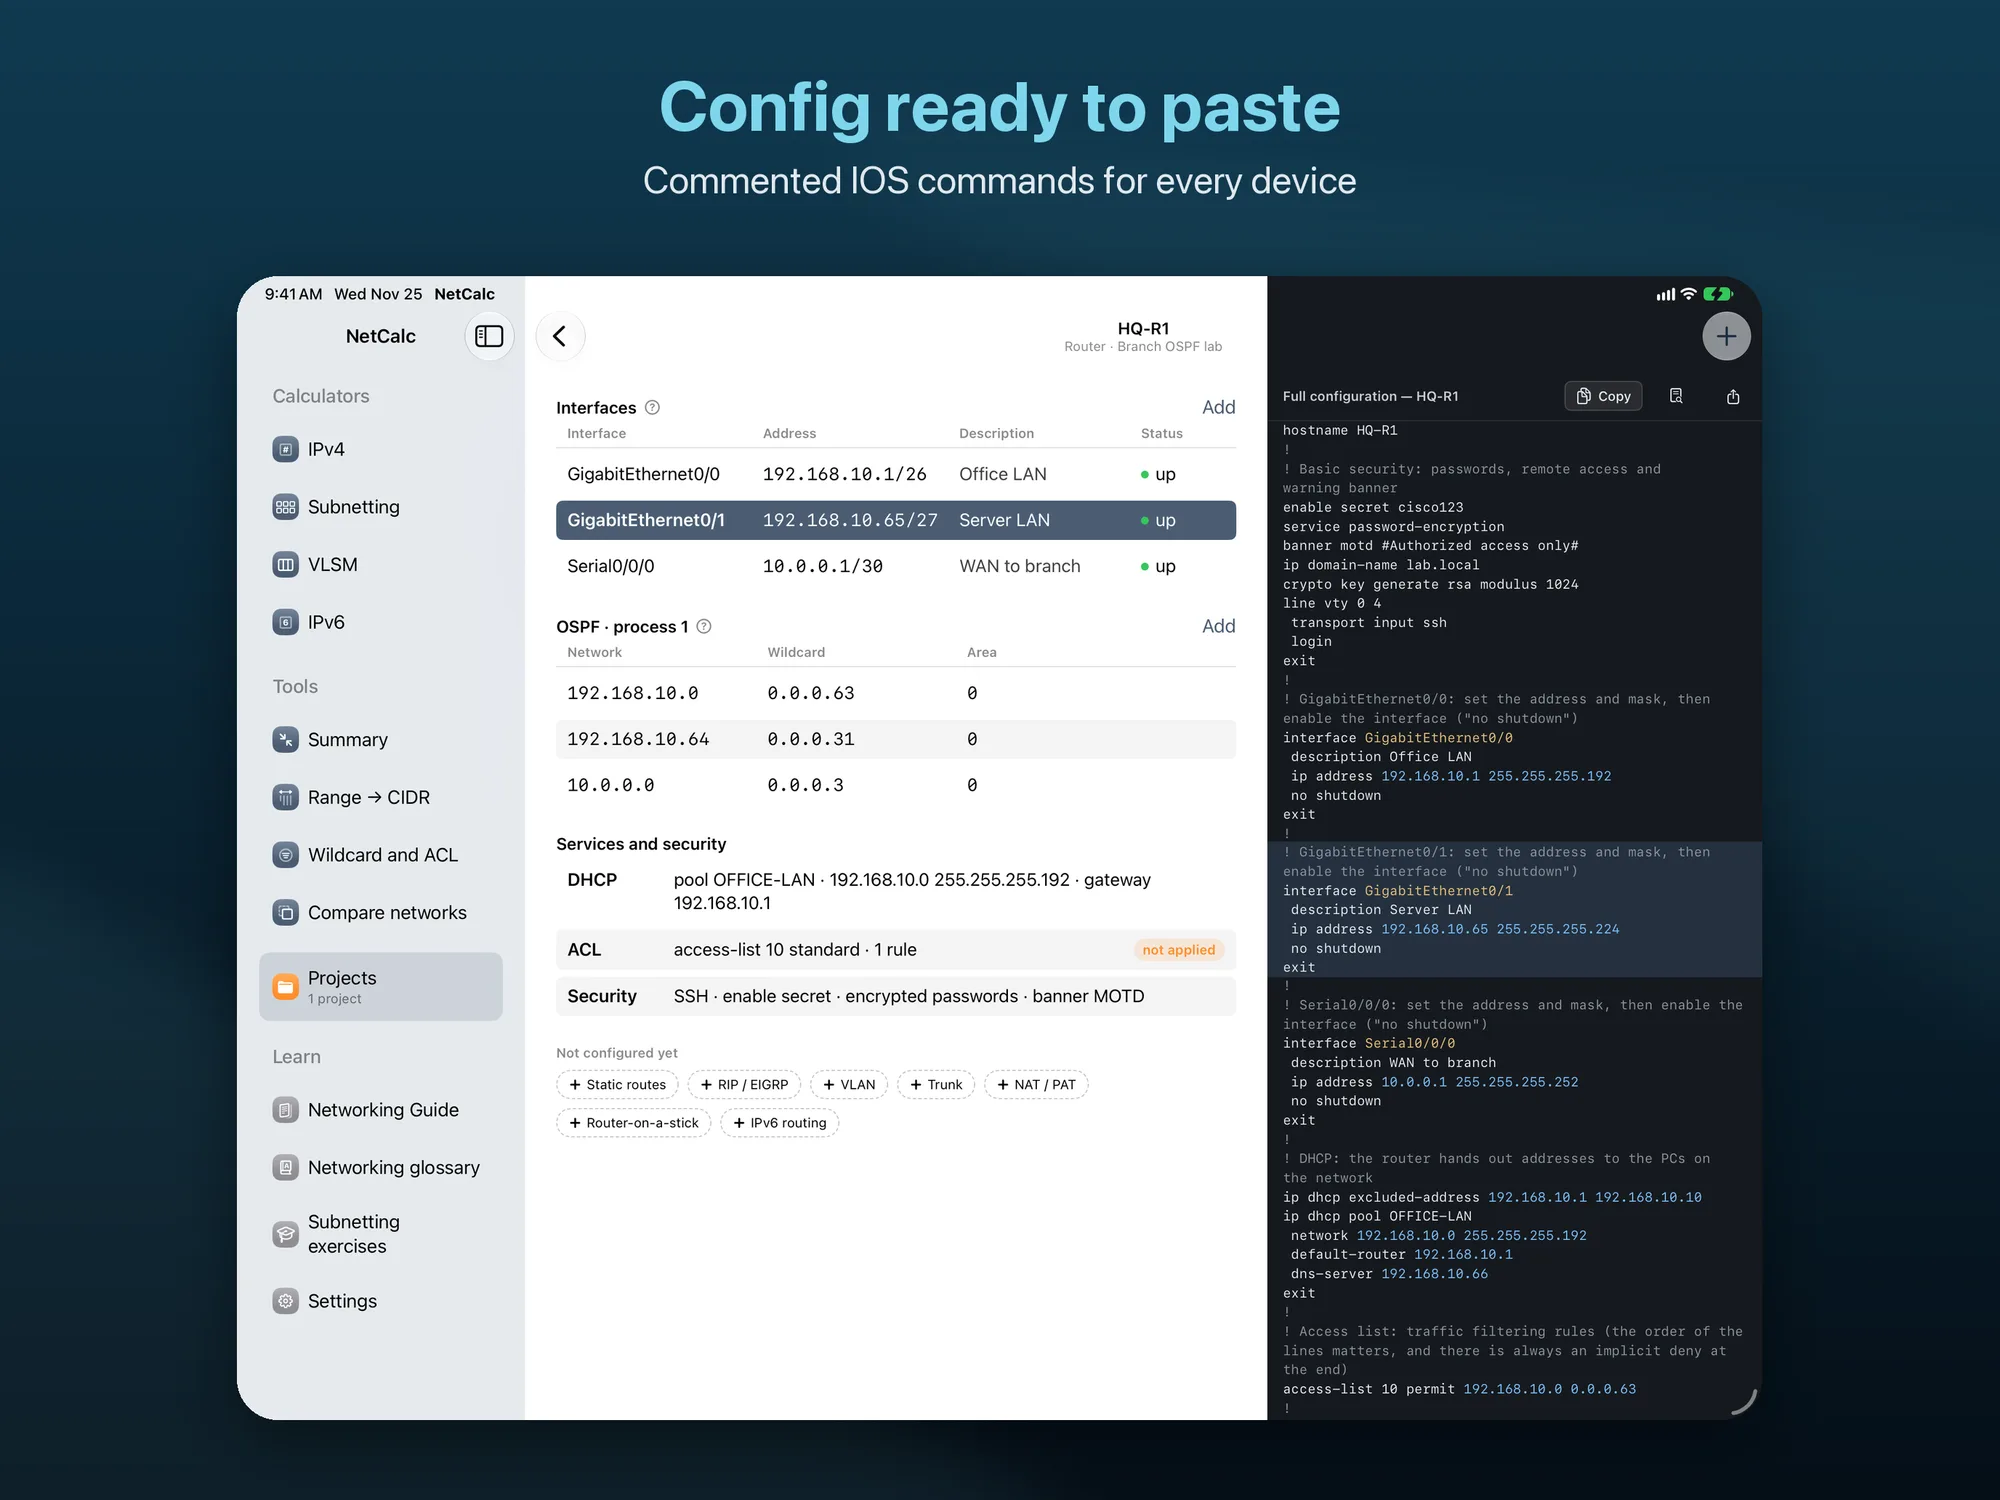 Config ready to paste
Commented IOS commands for every device
9:41 AM Wed Nov 25 NetCalc
NetCalc
Calculators
IPv4
Subnetting
VLSM
IPv6
Tools
Summary
Range → CIDR
Wildcard and ACL
Compare networks
Projects
1 project
Learn
Networking Guide
Networking glossary
Subnetting
exercises
Settings
HQ-R1
Router · Branch OSPF lab
Interfaces ? Add
Interface Address Description Status
GigabitEthernet0/0 192.168.10.1/26 Office LAN up
GigabitEthernet0/1 192.168.10.65/27 Server LAN up
Serial0/0/0 10.0.0.1/30 WAN to branch up
OSPF · process 1 ? Add
Network Wildcard Area
192.168.10.0 0.0.0.63 0
192.168.10.64 0.0.0.31 0
10.0.0.0 0.0.0.3 0
Services and security
DHCP pool OFFICE-LAN · 192.168.10.0 255.255.255.192 · gateway
192.168.10.1
ACL access-list 10 standard · 1 rule not applied
Security SSH · enable secret · encrypted passwords · banner MOTD
Not configured yet
+ Static routes + RIP / EIGRP + VLAN + Trunk + NAT / PAT
+ Router-on-a-stick + IPv6 routing
Full configuration — HQ-R1 Copy
hostname HQ-R1
!
! Basic security: passwords, remote access and
warning banner
enable secret cisco123
service password-encryption
banner motd #Authorized access only#
ip domain-name lab.local
crypto key generate rsa modulus 1024
line vty 0 4
transport input ssh
login
exit
!
! GigabitEthernet0/0: set the address and mask, then
enable the interface ("no shutdown")
interface GigabitEthernet0/0
description Office LAN
ip address 192.168.10.1 255.255.255.192
no shutdown
exit
!
! GigabitEthernet0/1: set the address and mask, then
enable the interface ("no shutdown")
interface GigabitEthernet0/1
description Server LAN
ip address 192.168.10.65 255.255.255.224
no shutdown
exit
!
! Serial0/0/0: set the address and mask, then enable the
interface ("no shutdown")
interface Serial0/0/0
description WAN to branch
ip address 10.0.0.1 255.255.255.252
no shutdown
exit
!
! DHCP: the router hands out addresses to the PCs on
the network
ip dhcp excluded-address 192.168.10.1 192.168.10.10
ip dhcp pool OFFICE-LAN
network 192.168.10.0 255.255.255.192
default-router 192.168.10.1
dns-server 192.168.10.66
exit
!
! Access list: traffic filtering rules (the order of the
lines matters, and there is always an implicit deny at
the end)
access-list 10 permit 192.168.10.0 0.0.0.63
!